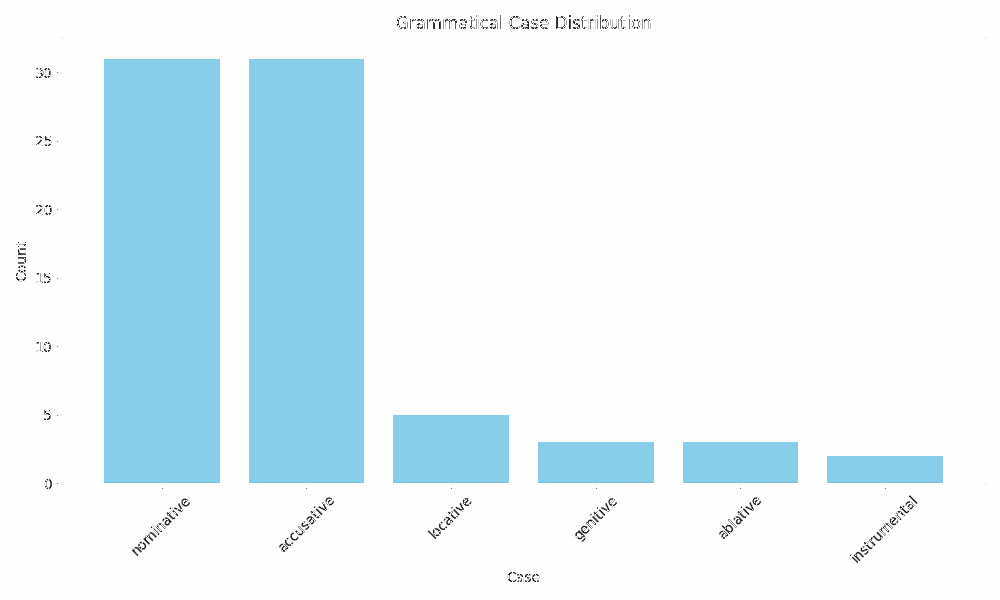 Grammatical Case Distribution
30
25
20
15
10
5
0
Count
nominative
accusative
locative
genitive
ablative
instrumental
Case